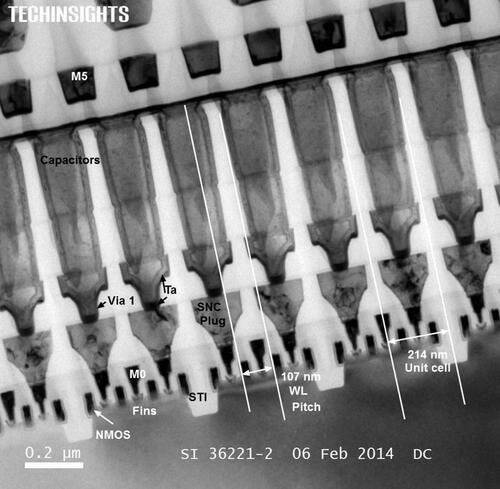 TECHINSIGHTS
M5
Capacitors
Ta
Via 1
SNC
Plug
214 nm
Unit cell
M0
107 nm
WL
Pitch
STI
Fins
NMOS
0.2 µm
SI 36221-2 06 Feb 2014 DC